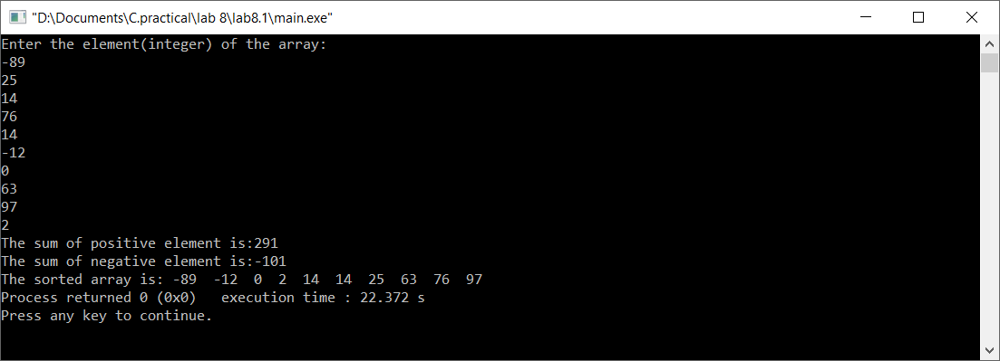 "D:\Documents\C.practical\lab 8\lab8.1\main.exe"
Enter the element(integer) of the array:
-89
25
14
76
14
-12
0
63
97
2
The sum of positive element is:291
The sum of negative element is:-101
The sorted array is: -89  -12  0  2  14  14  25  63  76  97
Process returned 0 (0x0)   execution time : 22.372 s
Press any key to continue.